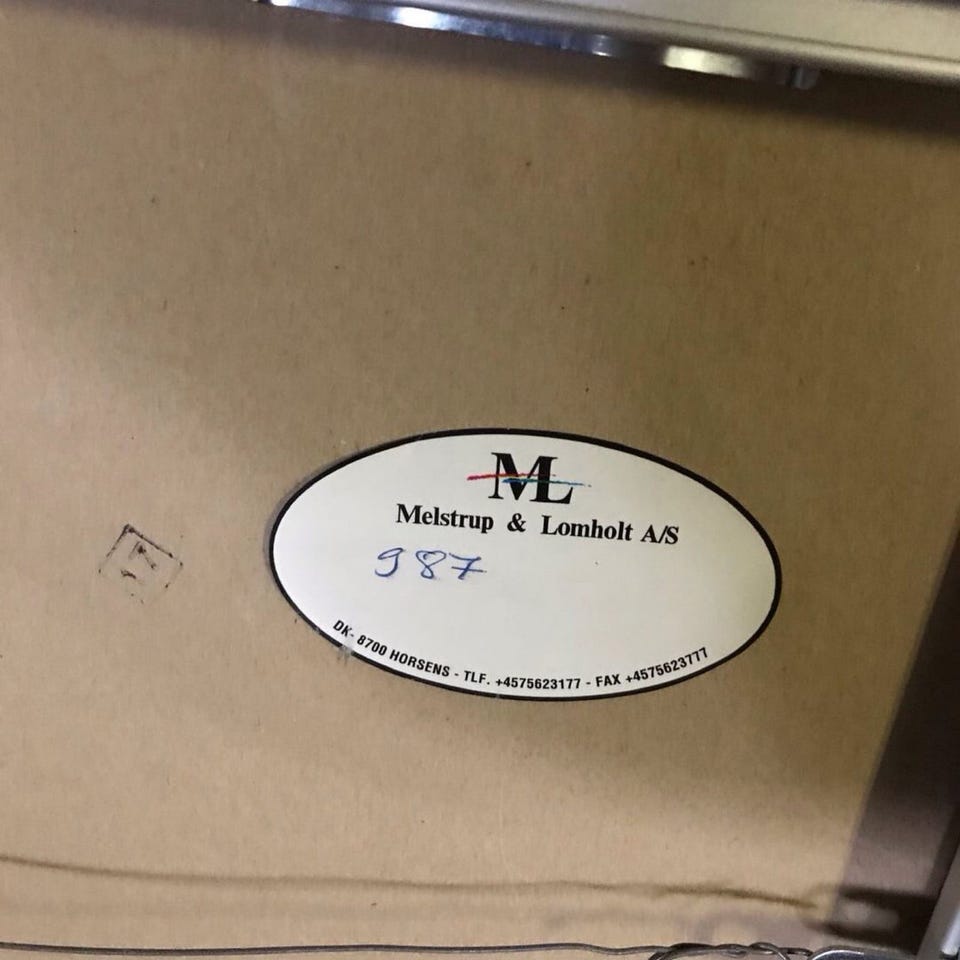 ML
Melstrup & Lomholt A/S
987
DK- 8700 HORSENS - TLF. +4575623177 - FAX +4575623777